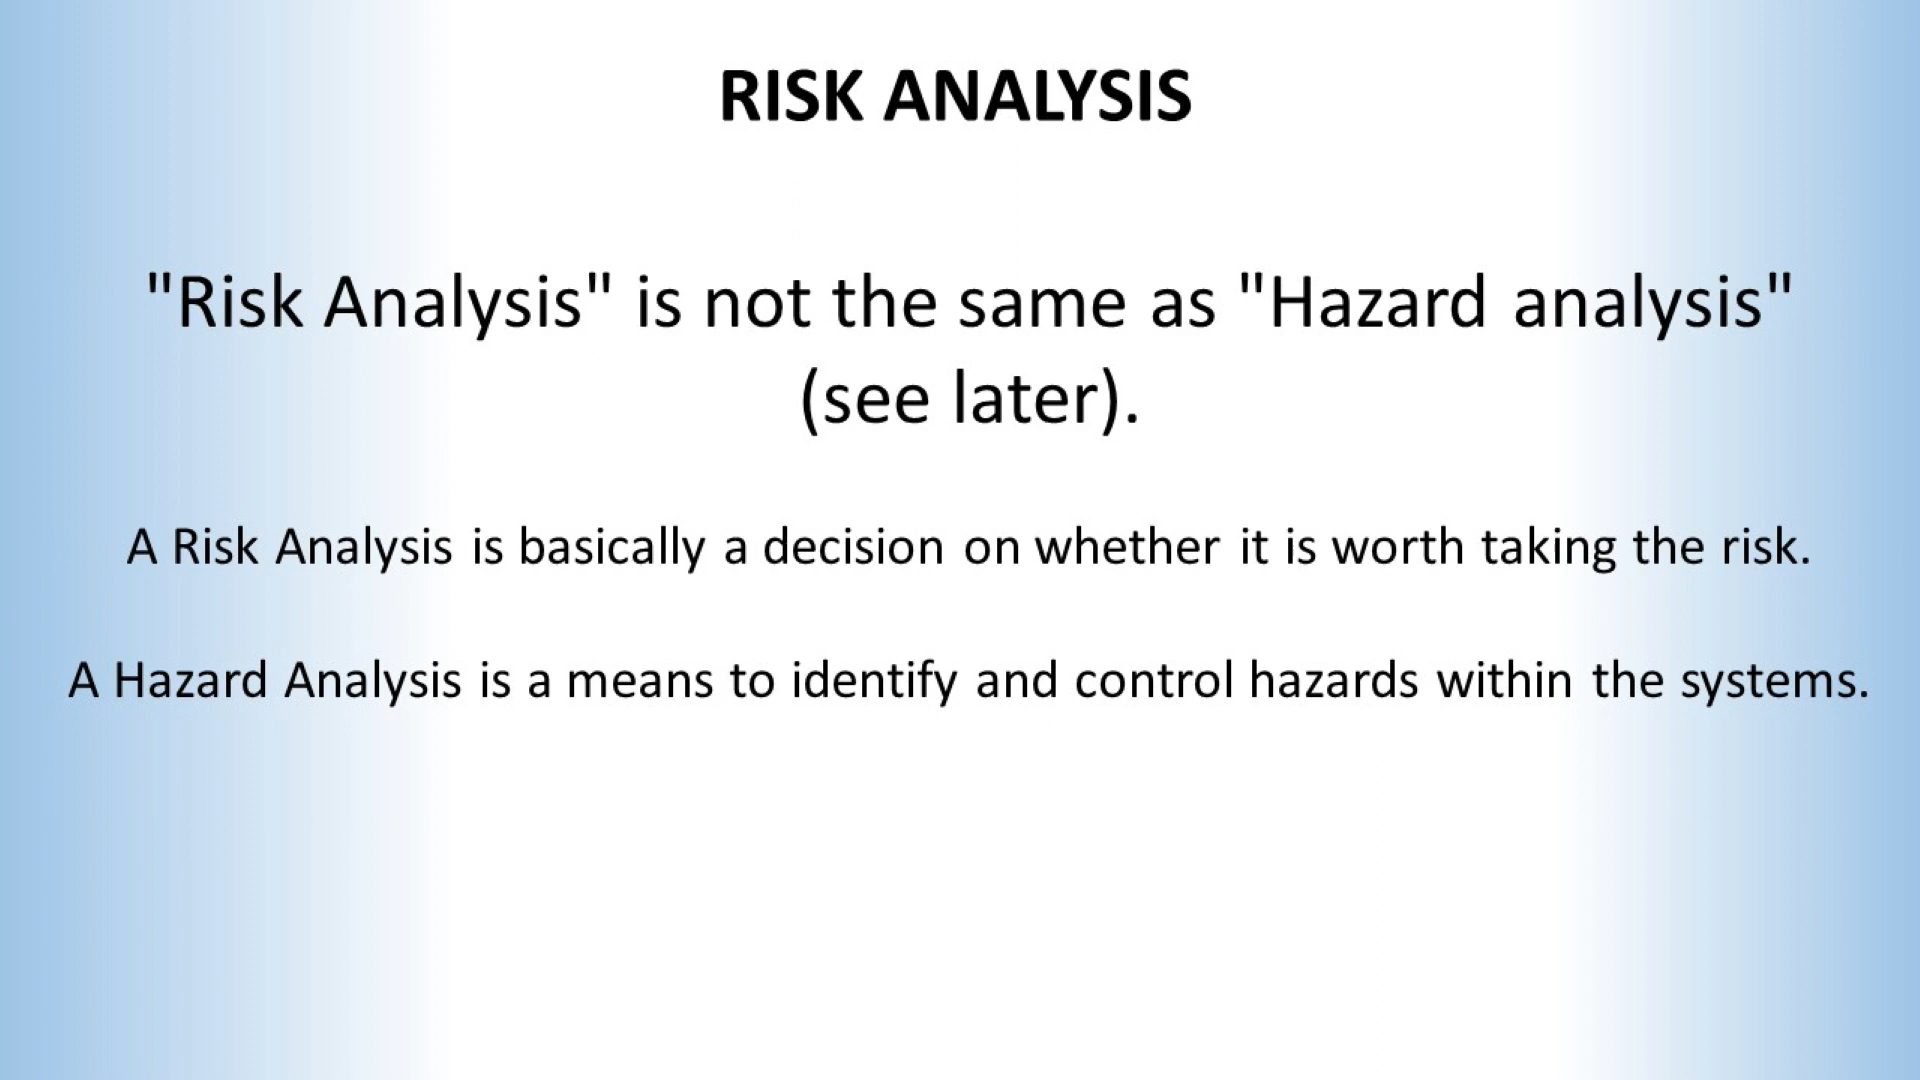 RISK ANALYSIS
"Risk Analysis" is not the same as "Hazard analysis"
(see later).
A Risk Analysis is basically a decision on whether it is worth taking the risk.
A Hazard Analysis is a means to identify and control hazards within the systems.